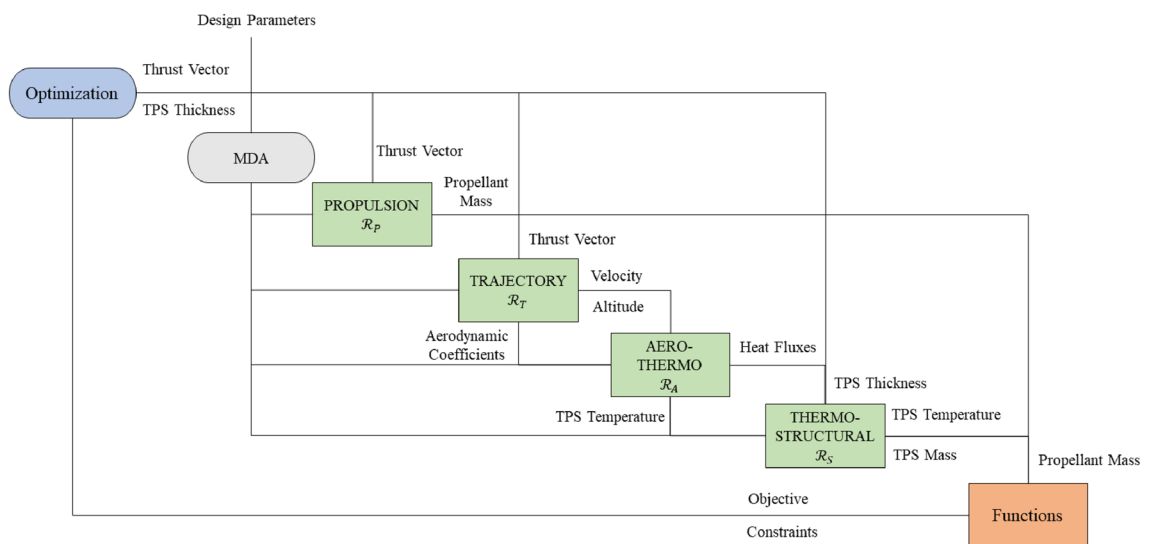 Design Parameters
Thrust Vector
Optimization
TPS Thickness
MDA
Thrust Vector
Propellant
Mass
PROPULSION
ℛ_P
Thrust Vector
Velocity
TRAJECTORY
ℛ_T
Altitude
Aerodynamic
Coefficients
AERO-
THERMO
ℛ_A
Heat Fluxes
TPS Thickness
TPS Temperature
THERMO-
STRUCTURAL
ℛ_S
TPS Temperature
TPS Mass
Propellant Mass
Objective
Functions
Constraints